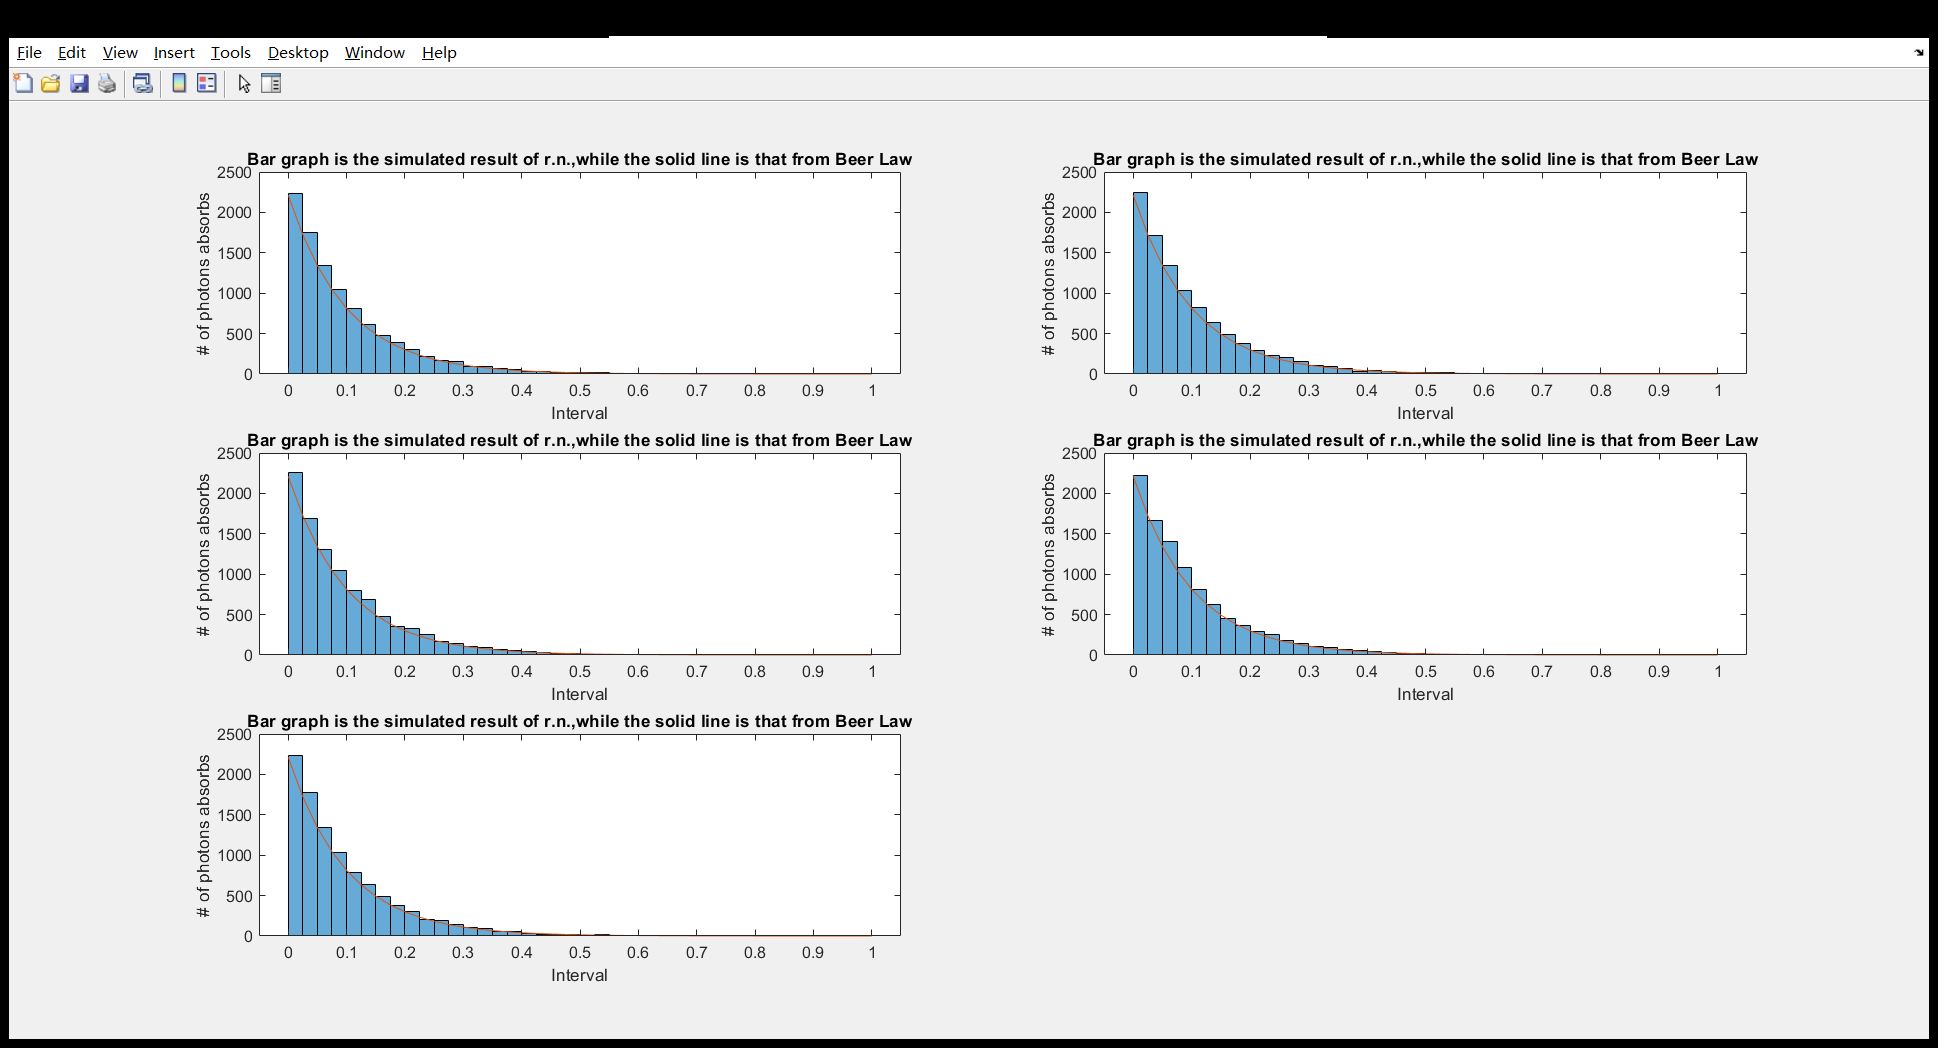 File Edit View Insert Tools Desktop Window Help
Bar graph is the simulated result of r.n.,while the solid line is that from Beer Law
# of photons absorbs
2500
2000
1500
1000
500
0
0 0.1 0.2 0.3 0.4 0.5 0.6 0.7 0.8 0.9 1
Interval
Bar graph is the simulated result of r.n.,while the solid line is that from Beer Law
# of photons absorbs
2500
2000
1500
1000
500
0
0 0.1 0.2 0.3 0.4 0.5 0.6 0.7 0.8 0.9 1
Interval
Bar graph is the simulated result of r.n.,while the solid line is that from Beer Law
# of photons absorbs
2500
2000
1500
1000
500
0
0 0.1 0.2 0.3 0.4 0.5 0.6 0.7 0.8 0.9 1
Interval
Bar graph is the simulated result of r.n.,while the solid line is that from Beer Law
# of photons absorbs
2500
2000
1500
1000
500
0
0 0.1 0.2 0.3 0.4 0.5 0.6 0.7 0.8 0.9 1
Interval
Bar graph is the simulated result of r.n.,while the solid line is that from Beer Law
# of photons absorbs
2500
2000
1500
1000
500
0
0 0.1 0.2 0.3 0.4 0.5 0.6 0.7 0.8 0.9 1
Interval